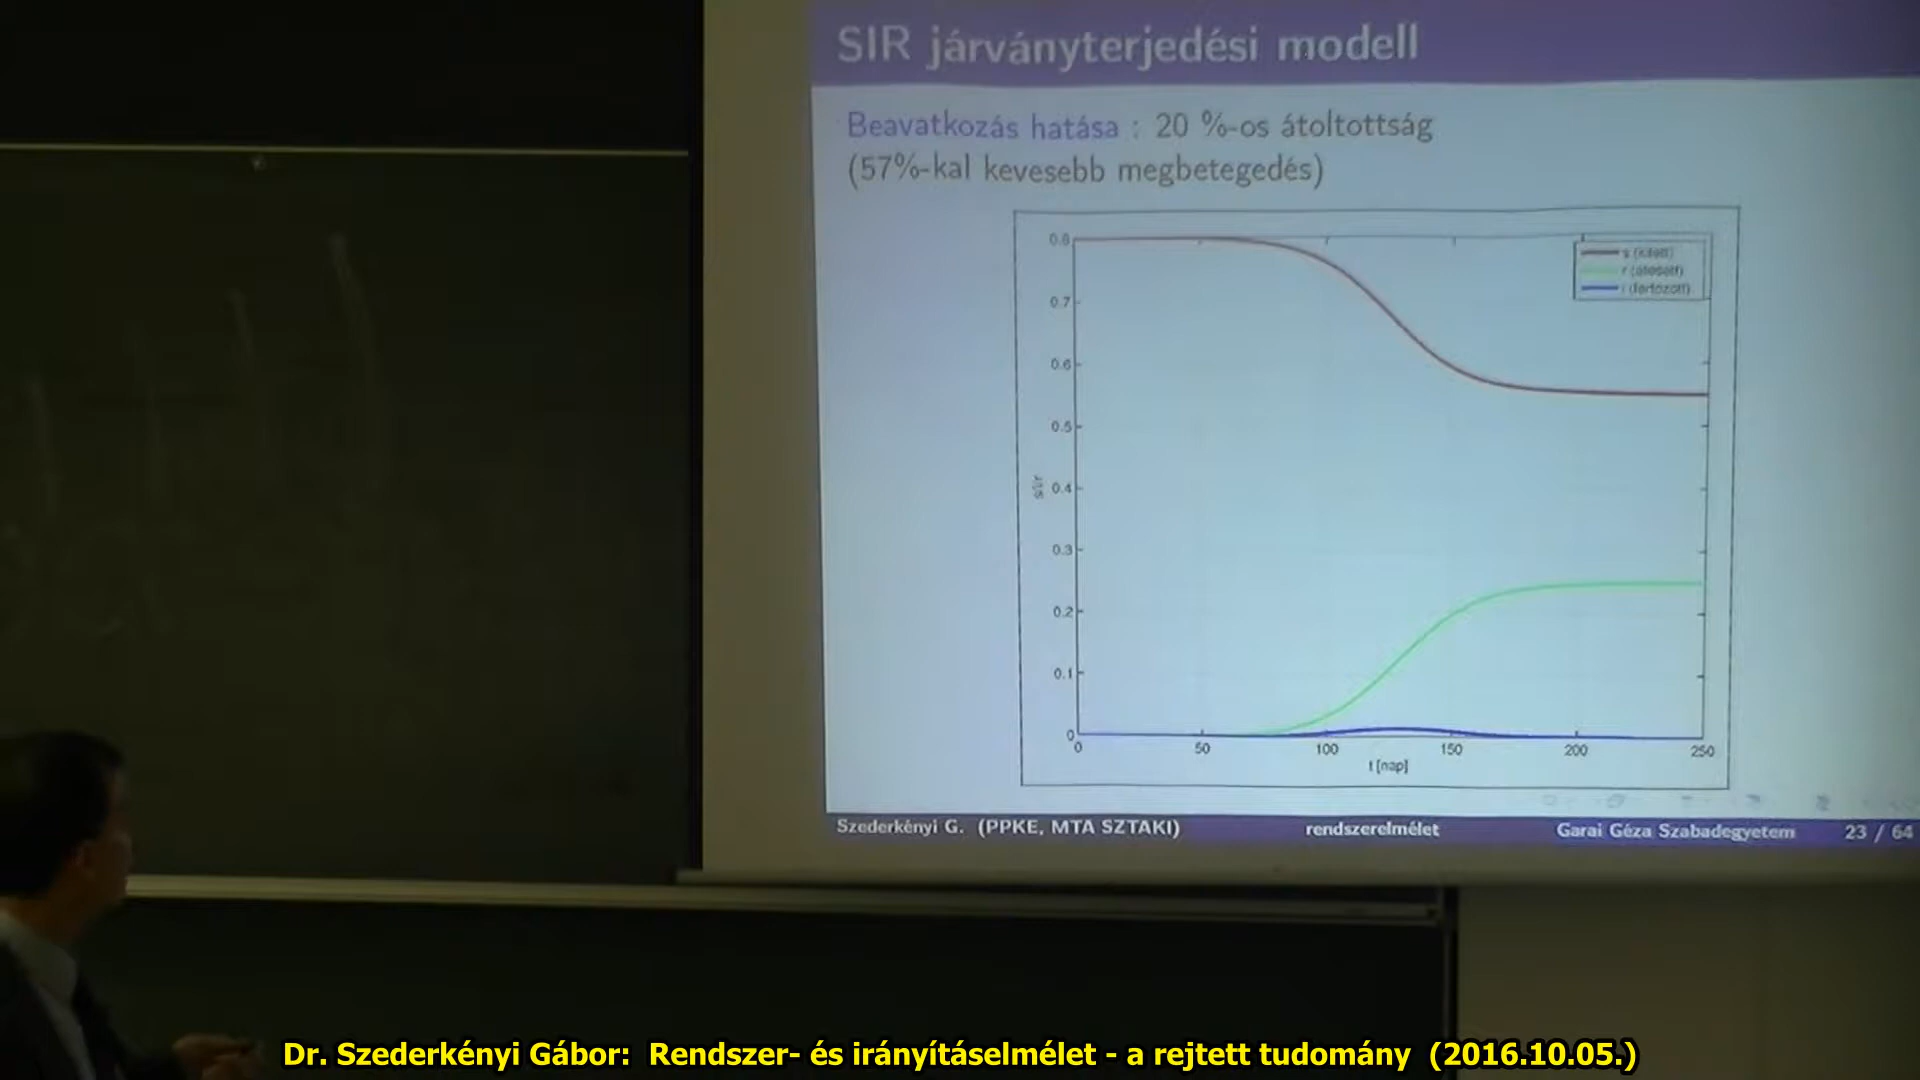 SIR járványterjedési modell
Beavatkozás hatása : 20 %-os átoltottság
(57%-kal kevesebb megbetegedés)
0.8
0.7
0.6
0.5
0.4
0.3
0.2
0.1
0
0 50 100 150 200 250
t [nap]
s/i/r
s (kitett)
r (átesett)
i (fertőzött)
Szederkényi G. (PPKE, MTA SZTAKI) rendszerelmélet Garai Géza Szabadegyetem 23 / 64
Dr. Szederkényi Gábor: Rendszer- és irányításelmélet - a rejtett tudomány (2016.10.05.)